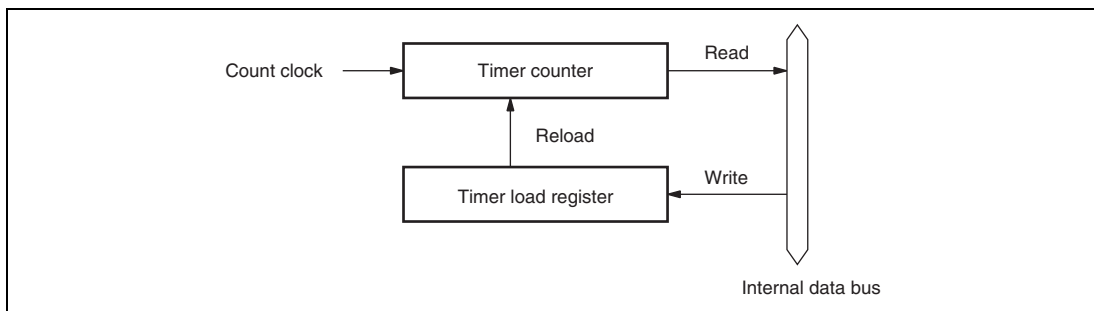 Count clock
Timer counter
Read
Reload
Timer load register
Write
Internal data bus